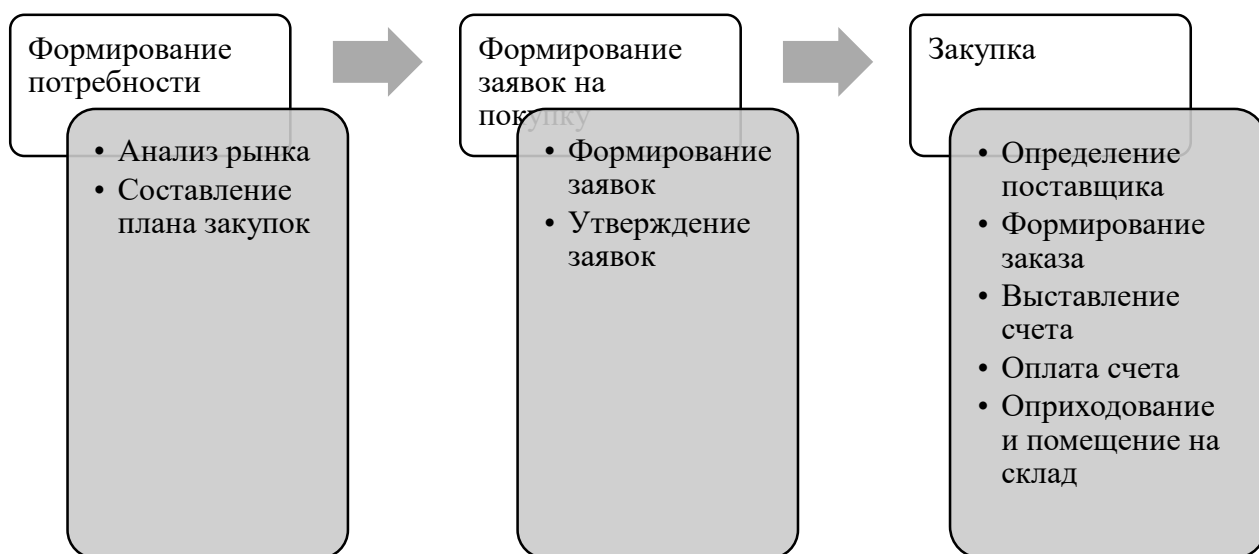 Формирование
потребности
• Анализ рынка
• Составление
плана закупок
Формирование
заявок на
покупку
• Формирование
заявок
• Утверждение
заявок
Закупка
• Определение
поставщика
• Формирование
заказа
• Выставление
счета
• Оплата счета
• Оприходование
и помещение на
склад